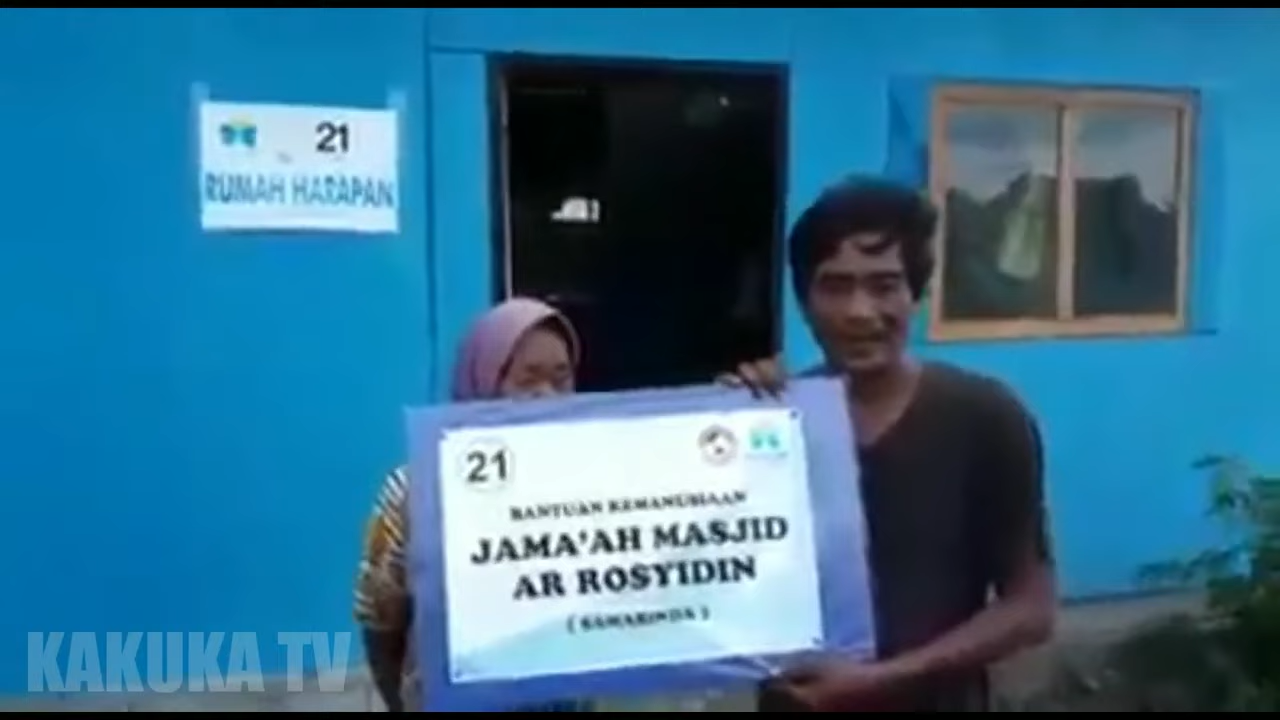 21
RUMAH HARAPAN
21
BANTUAN KEMANUSIAAN
JAMA'AH MASJID
AR ROSYIDIN
( SAMARINDA )
KAKUKA TV